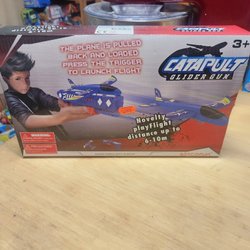 THE PLANE IS PULLED
BACK AND LOADED
PRESS THE TRIGGER
TO LAUNCH FLIGHT
3+
CATAPULT
GLIDER GUN
Novelty
playflight
distance up to
6-10m